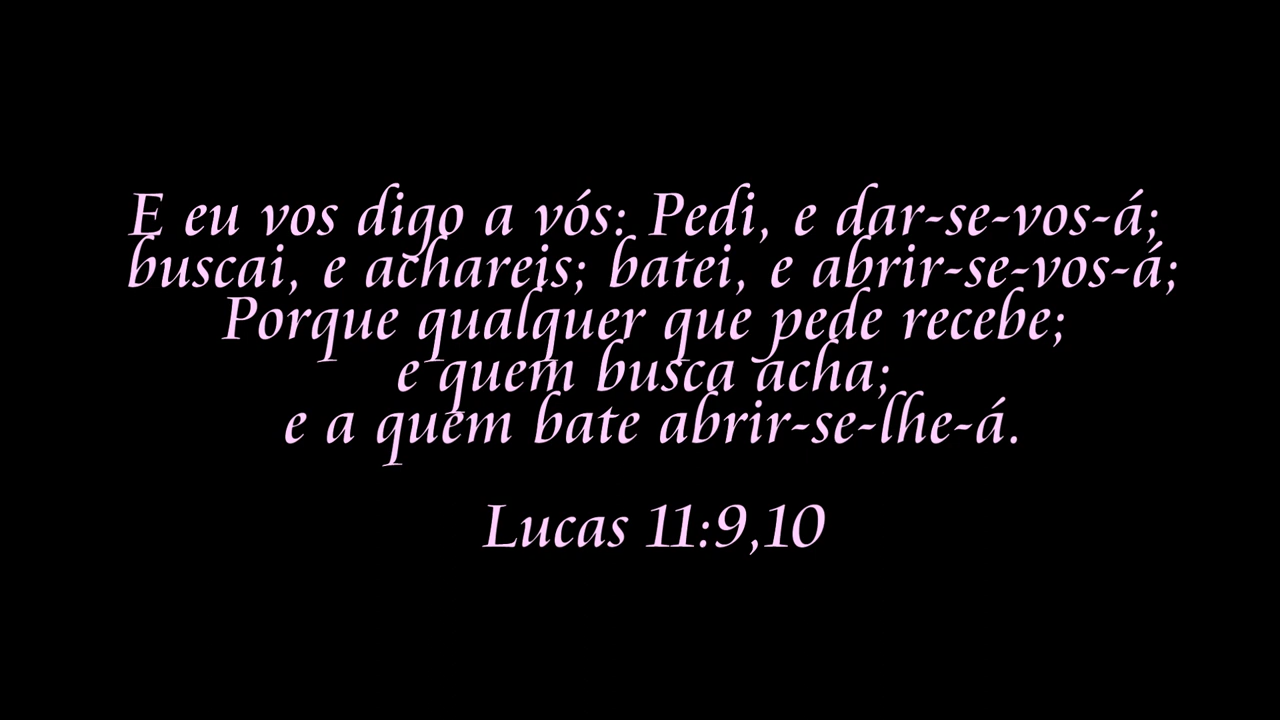 E eu vos digo a vós: Pedi, e dar-se-vos-á;
buscai, e achareis; batei, e abrir-se-vos-á;
Porque qualquer que pede recebe;
e quem busca acha;
e a quem bate abrir-se-lhe-á.
Lucas 11:9,10